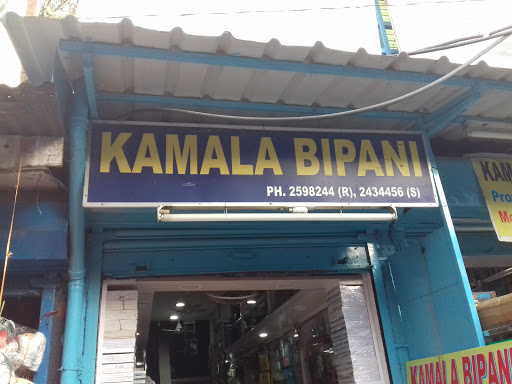 KAMALA BIPANI
PH. 2598244 (R), 2434456 (S)
KAMALA BIPANI